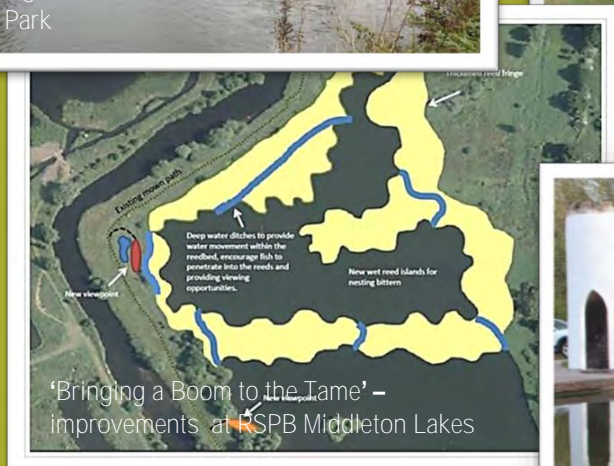 Park
Thickened reed fringe
Existing mown path
Deep water ditches to provide
water movement within the
reedbed, encourage fish to
penetrate into the reeds and
providing viewing
opportunities.
New wet reed islands for
nesting bittern
New viewpoint
New viewpoint
'Bringing a Boom to the Tame' –
improvements at RSPB Middleton Lakes